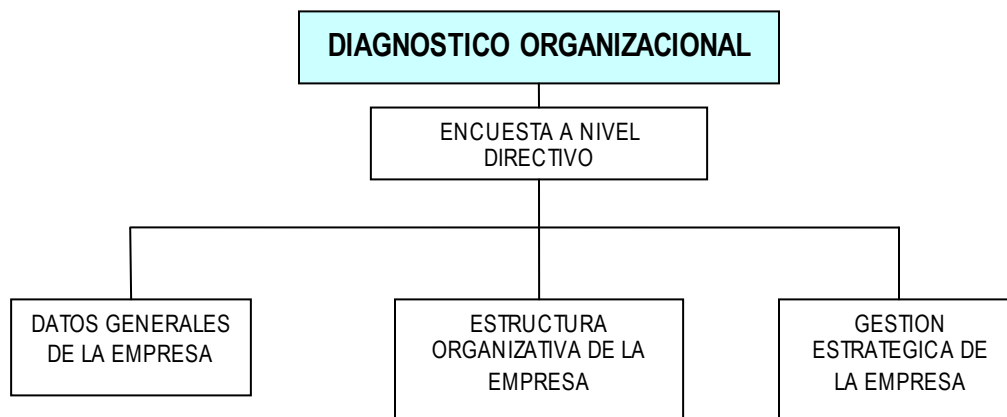 DIAGNOSTICO ORGANIZACIONAL
ENCUESTA A NIVEL
DIRECTIVO
DATOS GENERALES
DE LA EMPRESA
ESTRUCTURA
ORGANIZATIVA DE LA
EMPRESA
GESTION
ESTRATEGICA DE
LA EMPRESA